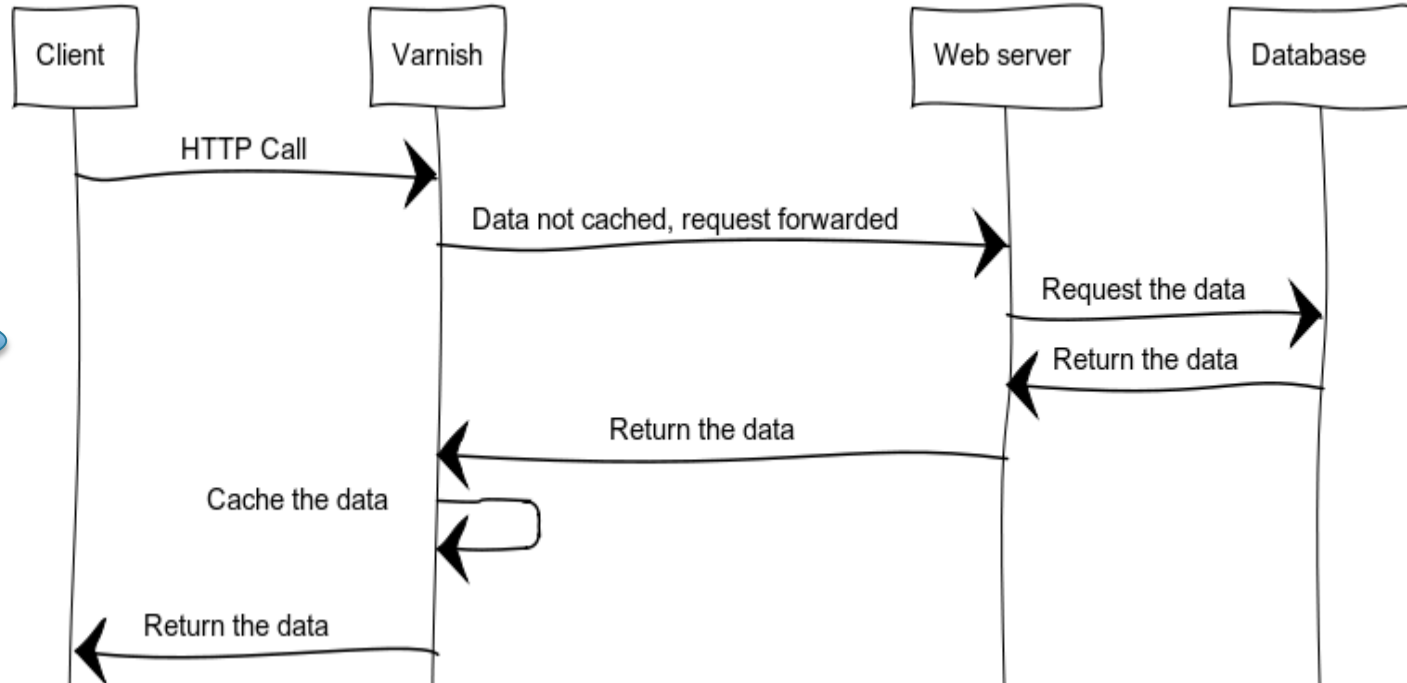 Client
Varnish
Web server
Database
HTTP Call
Data not cached, request forwarded
Request the data
Return the data
Return the data
Cache the data
Return the data